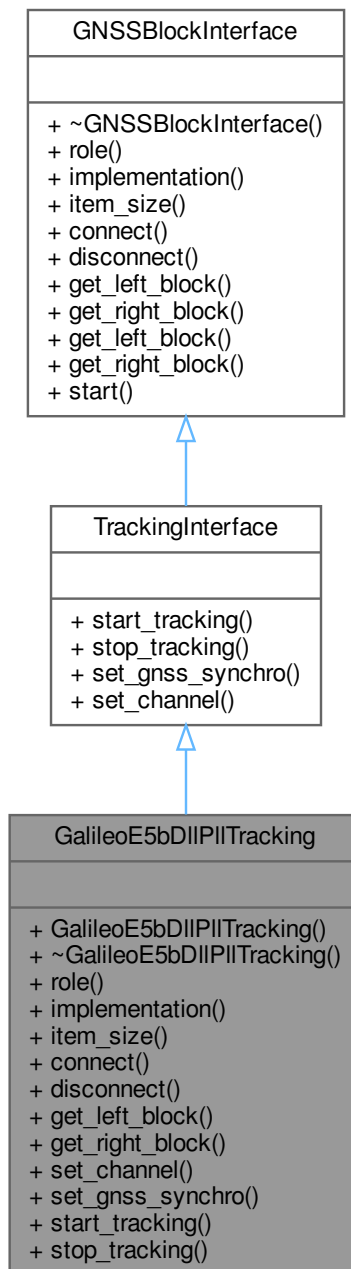 GNSSBlockInterface
+ ~GNSSBlockInterface()
+ role()
+ implementation()
+ item_size()
+ connect()
+ disconnect()
+ get_left_block()
+ get_right_block()
+ get_left_block()
+ get_right_block()
+ start()
TrackingInterface
+ start_tracking()
+ stop_tracking()
+ set_gnss_synchro()
+ set_channel()
GalileoE5bDllPllTracking
+ GalileoE5bDllPllTracking()
+ ~GalileoE5bDllPllTracking()
+ role()
+ implementation()
+ item_size()
+ connect()
+ disconnect()
+ get_left_block()
+ get_right_block()
+ set_channel()
+ set_gnss_synchro()
+ start_tracking()
+ stop_tracking()